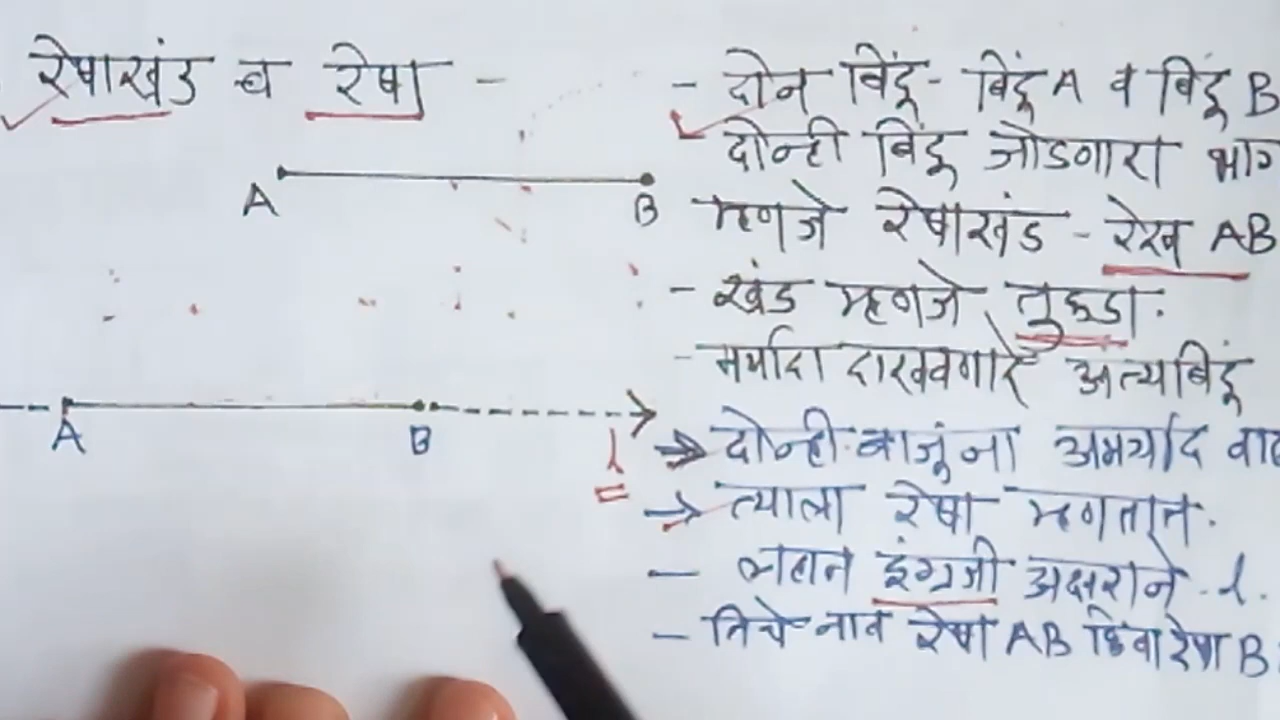 रेषाखंड व रेषा -
A
B
A
B
l
- दोन बिंदू - बिंदू A व बिंदू B
दोन्ही बिंदू जोडणारा भाग
म्हणजे रेषाखंड - रेख AB
- खंड म्हणजे तुकडा.
- मर्यादा दाखवणारे अंत्यबिंदू
→ दोन्ही बाजूंना अमर्याद वाढ
→ त्याला रेषा म्हणतात.
- लहान इंग्रजी अक्षराने - l.
- तिचे नाव रेषा AB किंवा रेषा B